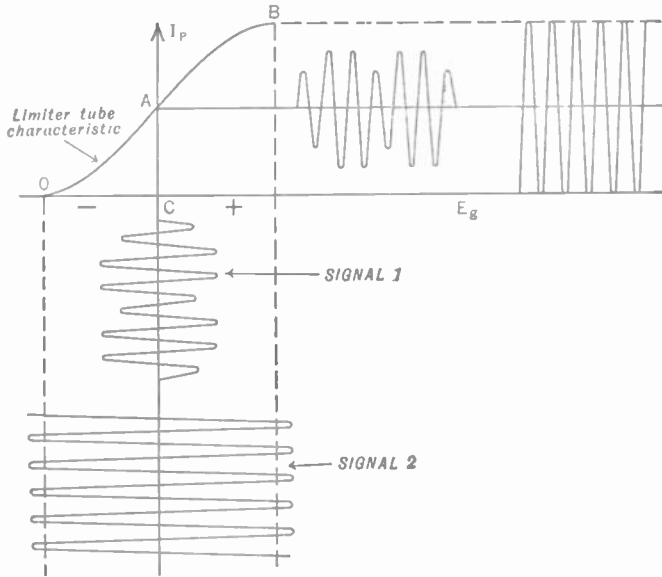 B
I_P
A
Limiter tube
characteristic
O
−
C
+
E_g
SIGNAL 1
SIGNAL 2